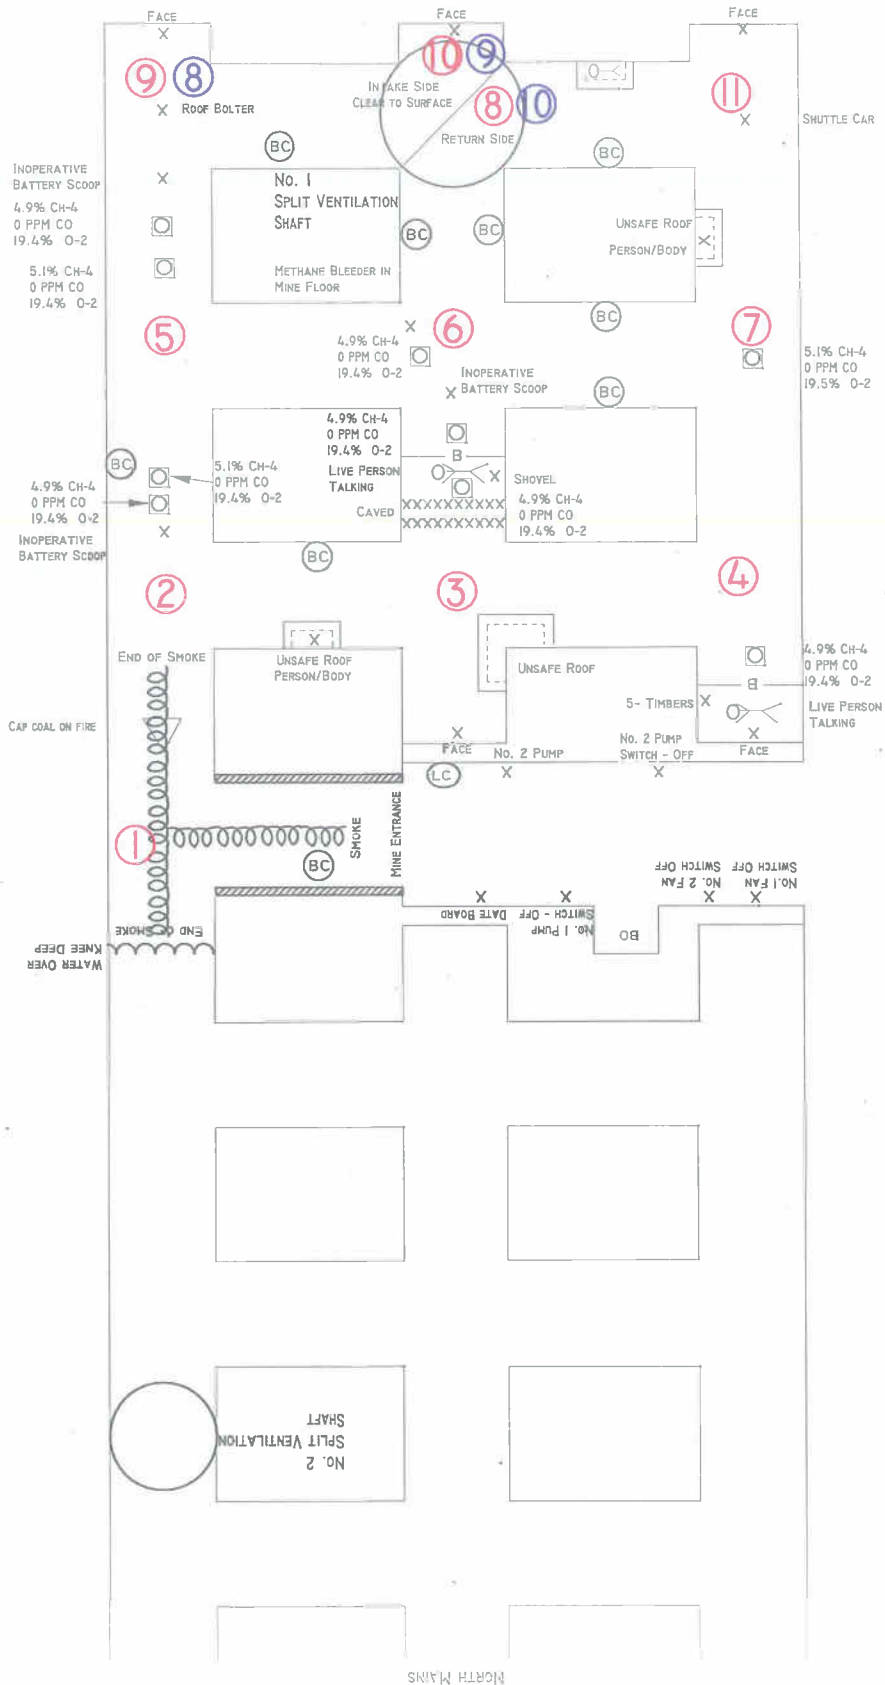 FACE
FACE
FACE
9
8
10
9
INTAKE SIDE
CLEAR TO SURFACE
8
10
RETURN SIDE
11
ROOF BOLTER
SHUTTLE CAR
BC
BC
INOPERATIVE
BATTERY SCOOP
4.9% CH-4
0 PPM CO
19.4% O-2
5.1% CH-4
0 PPM CO
19.4% O-2
NO. 1
SPLIT VENTILATION
SHAFT
METHANE BLEEDER IN
MINE FLOOR
BC
BC
UNSAFE ROOF
PERSON/BODY
5
6
BC
7
4.9% CH-4
0 PPM CO
19.4% O-2
5.1% CH-4
0 PPM CO
19.5% O-2
INOPERATIVE
BATTERY SCOOP
BC
4.9% CH-4
0 PPM CO
19.4% O-2
B
LIVE PERSON
TALKING
CAVED
SHOVEL
4.9% CH-4
0 PPM CO
19.4% O-2
BC
5.1% CH-4
0 PPM CO
19.4% O-2
4.9% CH-4
0 PPM CO
19.4% O-2
INOPERATIVE
BATTERY SCOOP
BC
2
3
4
END OF SMOKE
UNSAFE ROOF
PERSON/BODY
UNSAFE ROOF
4.9% CH-4
0 PPM CO
19.4% O-2
B
5- TIMBERS
LIVE PERSON
TALKING
CAP COAL ON FIRE
FACE
NO. 2 PUMP
NO. 2 PUMP
SWITCH - OFF
FACE
LC
1
SMOKE
MINE ENTRANCE
BC
NO. 2 FAN
SWITCH OFF
NO.1 FAN
SWITCH OFF
DATE BOARD
NO. 1 PUMP
SWITCH - OFF
BO
END OF SMOKE
WATER OVER
KNEE DEEP
NO. 2
SPLIT VENTILATION
SHAFT
NORTH MAINS